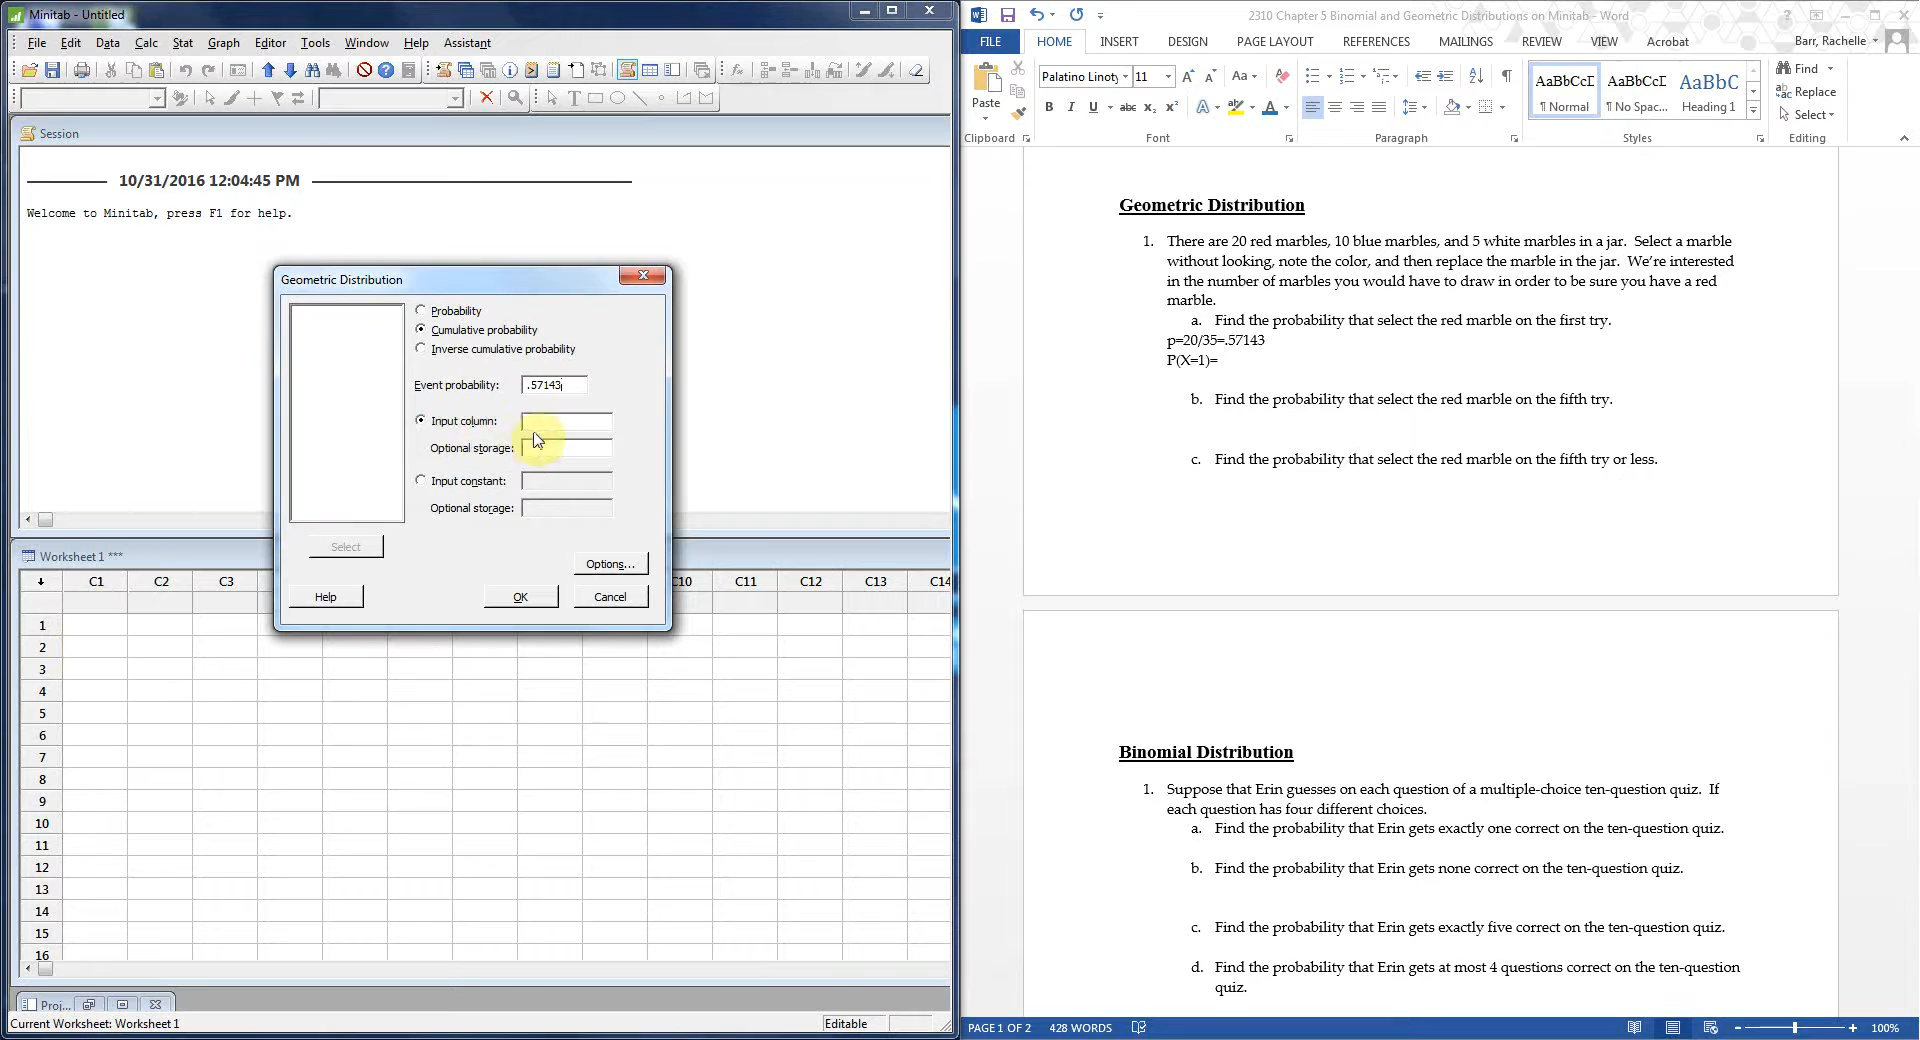 Minitab - Untitled
File Edit Data Calc Stat Graph Editor Tools Window Help Assistant
Session
10/31/2016 12:04:45 PM
Welcome to Minitab, press F1 for help.
Geometric Distribution
Probability
Cumulative probability
Inverse cumulative probability
Event probability: .57143
Input column:
Optional storage:
Input constant:
Optional storage:
Select
Options...
Help OK Cancel
Worksheet 1 ***
C1 C2 C3 C10 C11 C12 C13 C14
1
2
3
4
5
6
7
8
9
10
11
12
13
14
15
16
Proj...
Current Worksheet: Worksheet 1 Editable
2310 Chapter 5 Binomial and Geometric Distributions on Minitab - Word
FILE HOME INSERT DESIGN PAGE LAYOUT REFERENCES MAILINGS REVIEW VIEW Acrobat Barr, Rachelle
Paste
Palatino Linoty 11
AaBbCcD AaBbCcD AaBbC
¶ Normal ¶ No Spac... Heading 1
Find
Replace
Select
Clipboard Font Paragraph Styles Editing
Geometric Distribution
1. There are 20 red marbles, 10 blue marbles, and 5 white marbles in a jar. Select a marble
without looking, note the color, and then replace the marble in the jar. We're interested
in the number of marbles you would have to draw in order to be sure you have a red
marble.
a. Find the probability that select the red marble on the first try.
p=20/35=.57143
P(X=1)=
b. Find the probability that select the red marble on the fifth try.
c. Find the probability that select the red marble on the fifth try or less.
Binomial Distribution
1. Suppose that Erin guesses on each question of a multiple-choice ten-question quiz. If
each question has four different choices.
a. Find the probability that Erin gets exactly one correct on the ten-question quiz.
b. Find the probability that Erin gets none correct on the ten-question quiz.
c. Find the probability that Erin gets exactly five correct on the ten-question quiz.
d. Find the probability that Erin gets at most 4 questions correct on the ten-question
quiz.
PAGE 1 OF 2 428 WORDS 100%